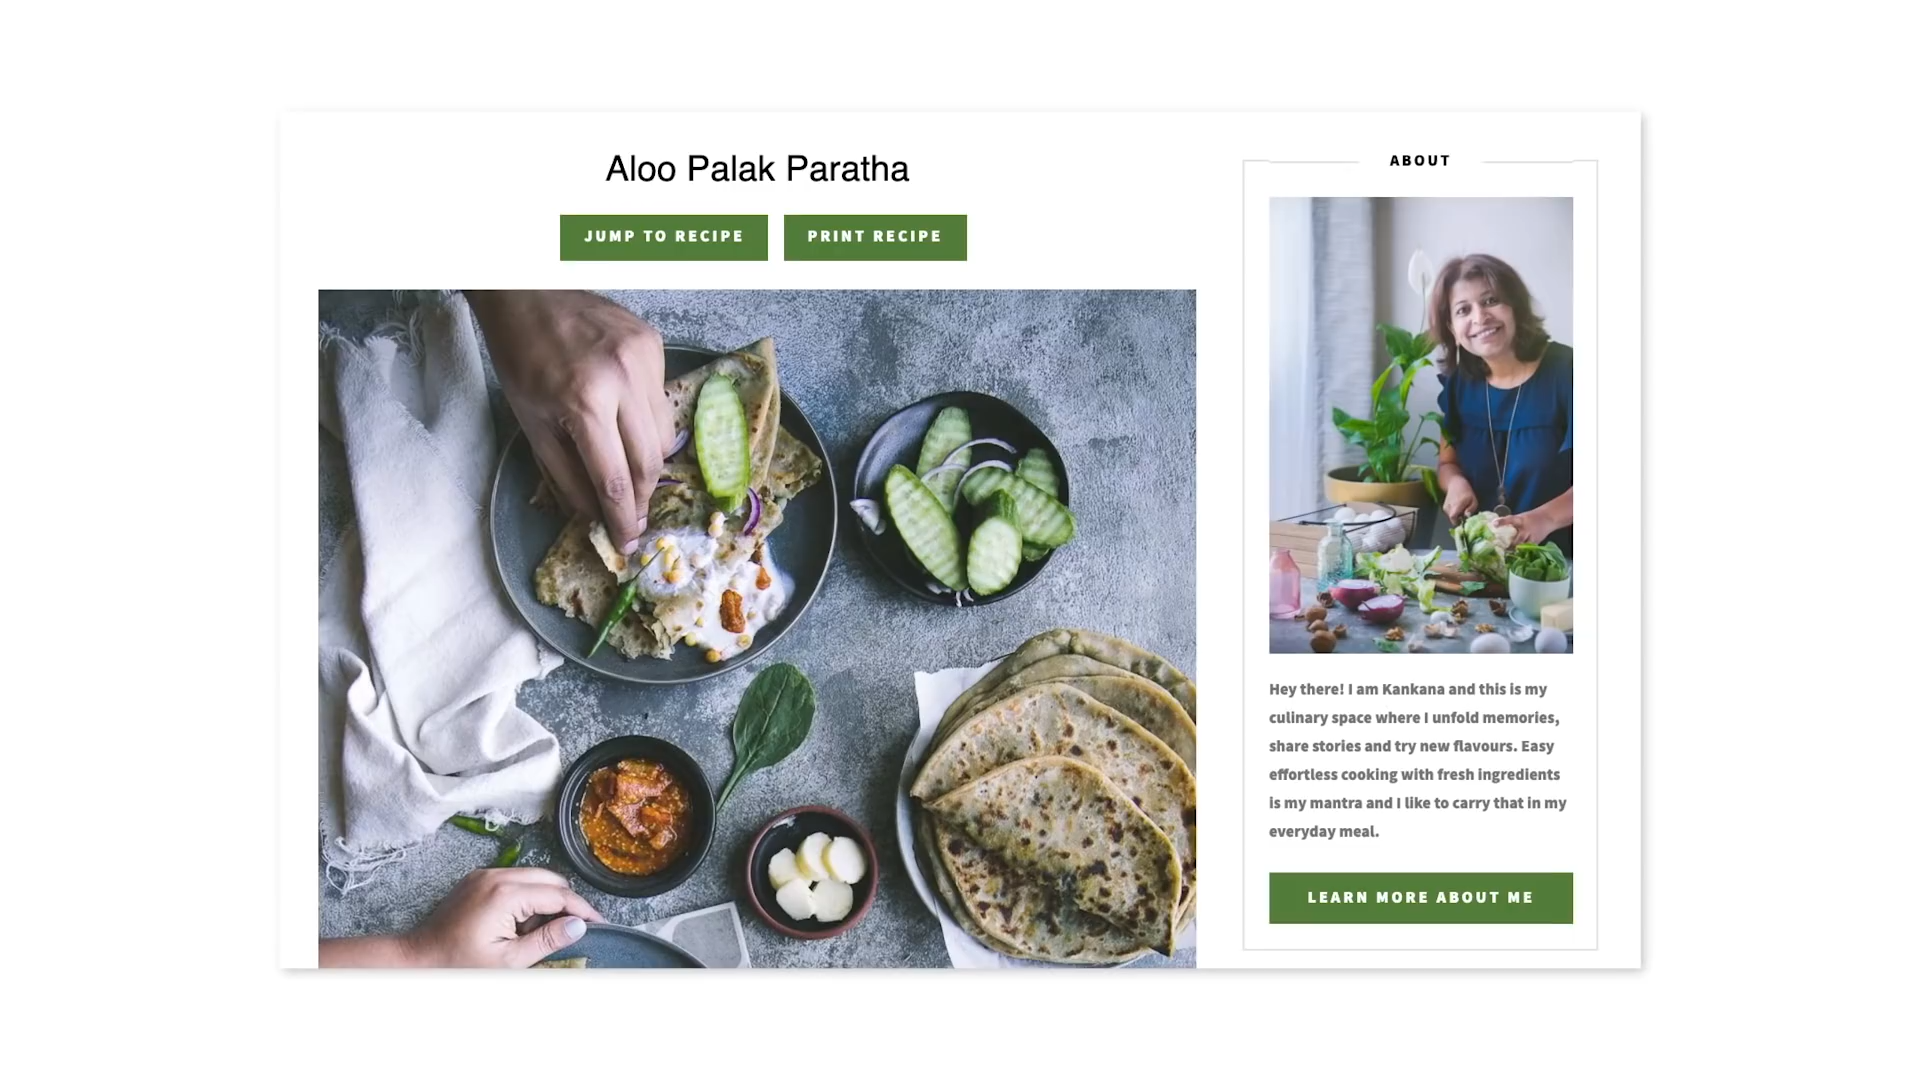 Aloo Palak Paratha
JUMP TO RECIPE
PRINT RECIPE
ABOUT
Hey there! I am Kankana and this is my
culinary space where I unfold memories,
share stories and try new flavours. Easy
effortless cooking with fresh ingredients
is my mantra and I like to carry that in my
everyday meal.
LEARN MORE ABOUT ME